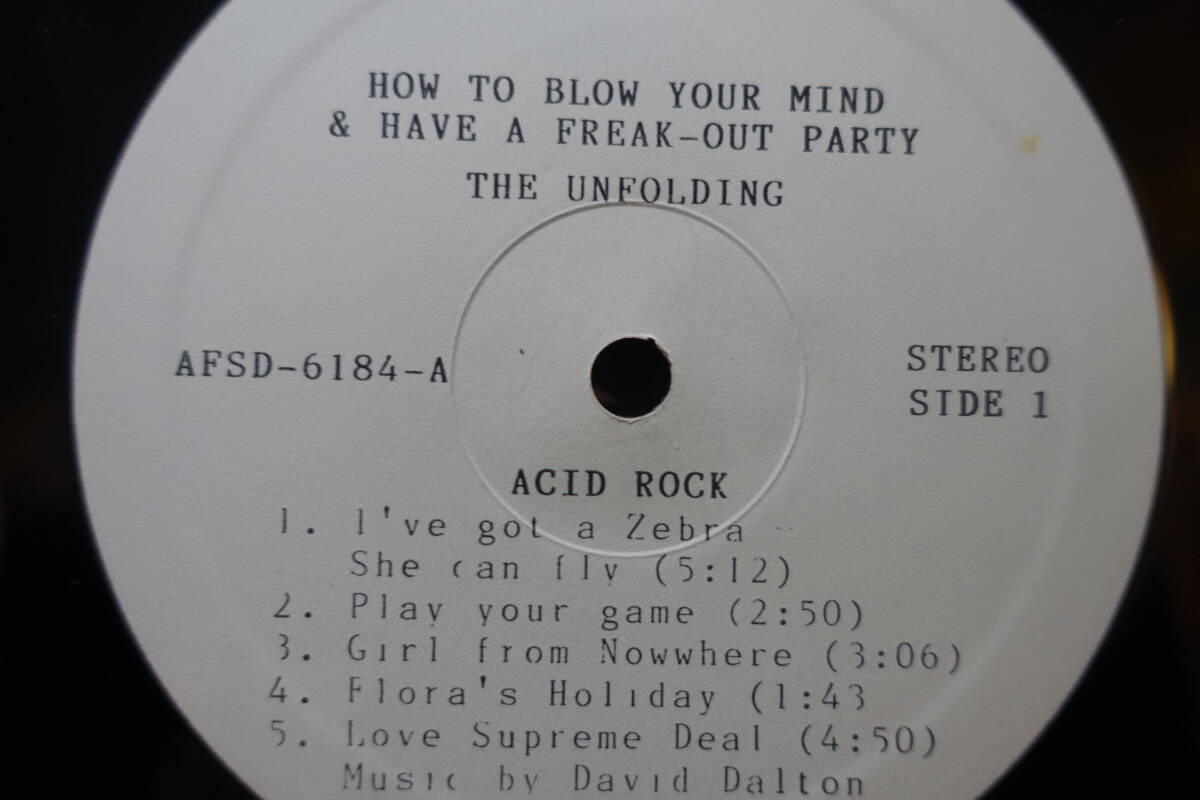 HOW TO BLOW YOUR MIND
& HAVE A FREAK-OUT PARTY
THE UNFOLDING
AFSD-6184-A
STEREO
SIDE 1
ACID ROCK
1. I've got a Zebra --
She can fly (5:12)
2. Play your game (2:50)
3. Girl from Nowwhere (3:06)
4. Flora's Holiday (1:43
5. Love Supreme Deal (4:50)
Music by David Dalton